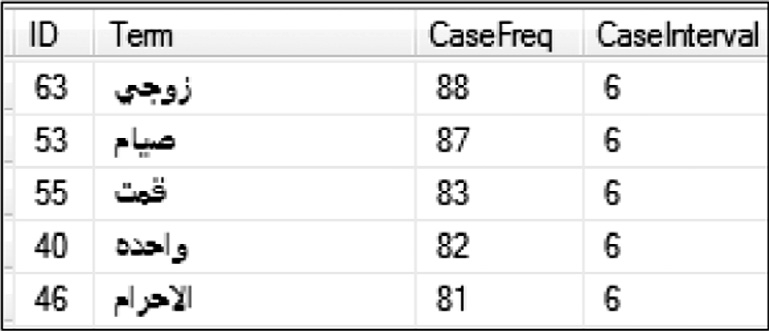 ID Term CaseFreq CaseInterval
63 زوجي 88 6
53 صيام 87 6
55 قمت 83 6
40 واحده 82 6
46 الاحرام 81 6